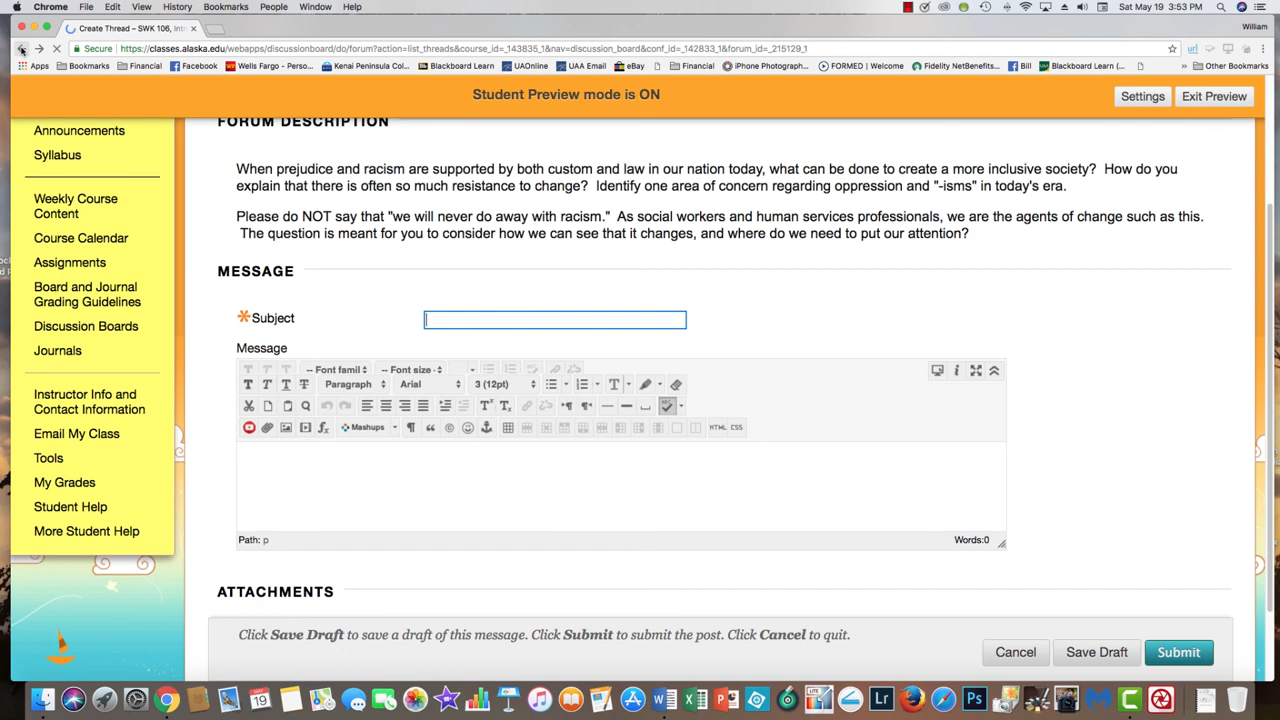 Chrome File Edit View History Bookmarks People Window Help Sat May 19 3:53 PM
Create Thread – SWK 106, Int William
Secure https://classes.alaska.edu/webapps/discussionboard/do/forum?action=list_threads&course_id=_143835_1&nav=discussion_board&conf_id=_142833_1&forum_id=_215129_1 url
Apps Bookmarks Financial Facebook Wells Fargo - Perso... Kenai Peninsula Col... Blackboard Learn UAOnline UAA Email eBay Financial iPhone Photograph... FORMED | Welcome Fidelity NetBenefits... Bill Blackboard Learn ( » Other Bookmarks
Student Preview mode is ON
Settings
Exit Preview
Announcements
Syllabus
Weekly Course
Content
Course Calendar
Assignments
Board and Journal
Grading Guidelines
Discussion Boards
Journals
Instructor Info and
Contact Information
Email My Class
Tools
My Grades
Student Help
More Student Help
FORUM DESCRIPTION
When prejudice and racism are supported by both custom and law in our nation today, what can be done to create a more inclusive society? How do you
explain that there is often so much resistance to change? Identify one area of concern regarding oppression and "-isms" in today's era.
Please do NOT say that "we will never do away with racism." As social workers and human services professionals, we are the agents of change such as this.
The question is meant for you to consider how we can see that it changes, and where do we need to put our attention?
MESSAGE
Subject
Message
-- Font famil -- Font size -
Paragraph Arial 3 (12pt)
Mashups HTML CSS
Path: p Words:0
ATTACHMENTS
Click Save Draft to save a draft of this message. Click Submit to submit the post. Click Cancel to quit.
Cancel Save Draft Submit